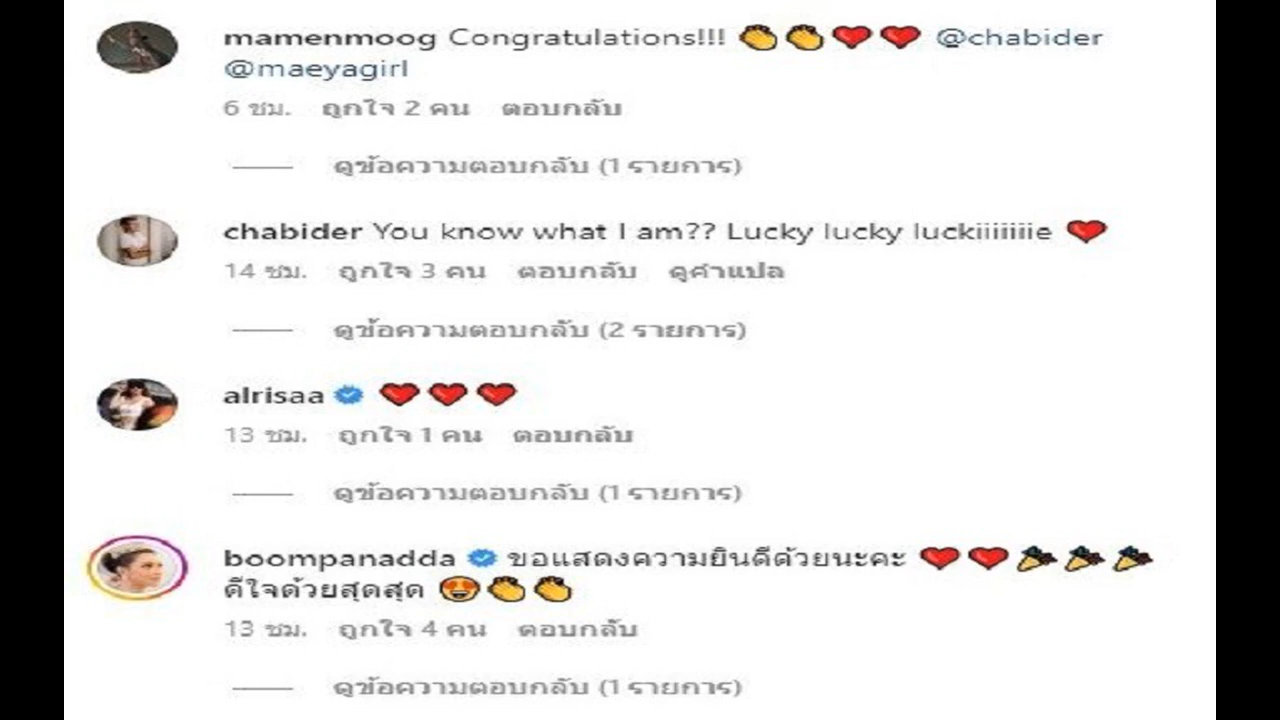 mamenmoog Congratulations!!! 👏👏❤️❤️ @chabider
@maeyagirl
6 ชม. ถูกใจ 2 คน ตอบกลับ
ดูข้อความตอบกลับ (1 รายการ)
chabider You know what I am?? Lucky lucky luckiiiiiiie ❤️
14 ชม. ถูกใจ 3 คน ตอบกลับ ดูคำแปล
ดูข้อความตอบกลับ (2 รายการ)
alrisaa ❤️❤️❤️
13 ชม. ถูกใจ 1 คน ตอบกลับ
ดูข้อความตอบกลับ (1 รายการ)
boompanadda ขอแสดงความยินดีด้วยนะคะ ❤️❤️🎉🎉🎉
ดีใจด้วยสุดสุด 😍👏👏
13 ชม. ถูกใจ 4 คน ตอบกลับ
ดูข้อความตอบกลับ (1 รายการ)